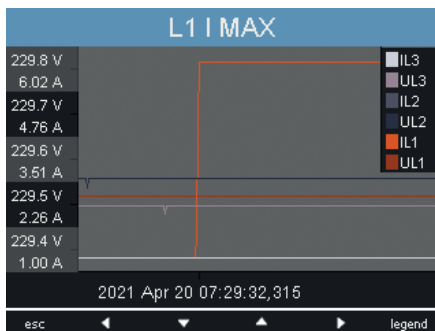 L1 I MAX
229.8 V
6.02 A
229.7 V
4.76 A
229.6 V
3.51 A
229.5 V
2.26 A
229.4 V
1.00 A
IL3
UL3
IL2
UL2
IL1
UL1
2021 Apr 20 07:29:32,315
esc
legend